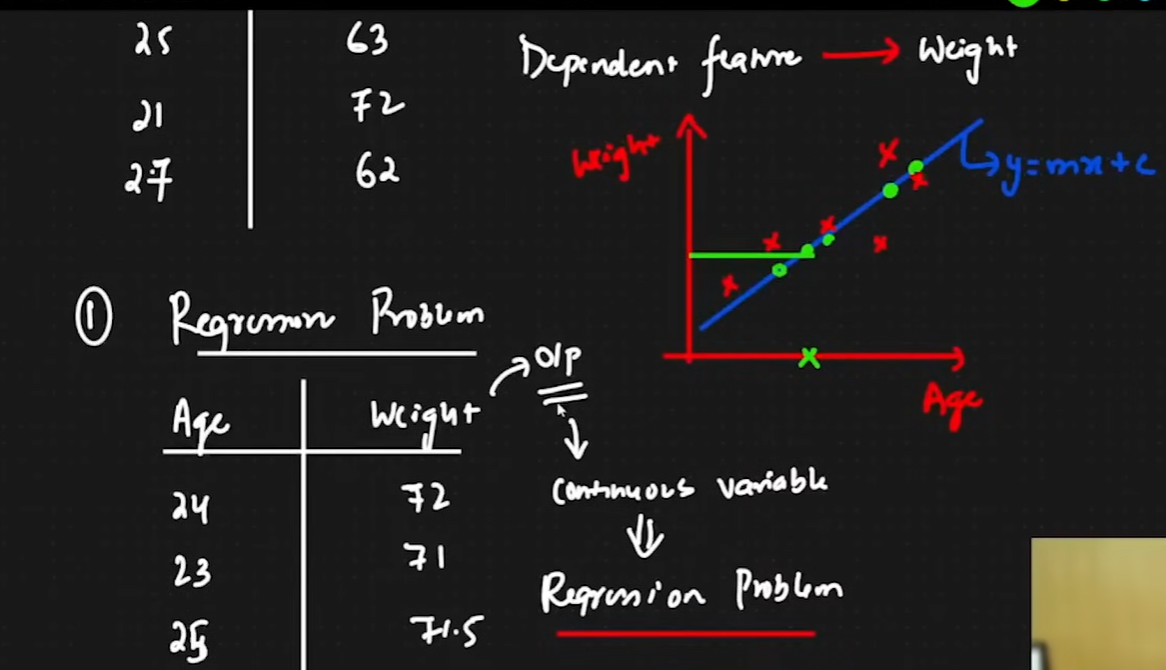 25 63
21 72
27 62
Dependent feature → Weight
Weight
y=mx+c
Age
① Regression Problem
Age Weight → O/P
24 72
23 71
25 71.5
Continuous variable
Regression Problem